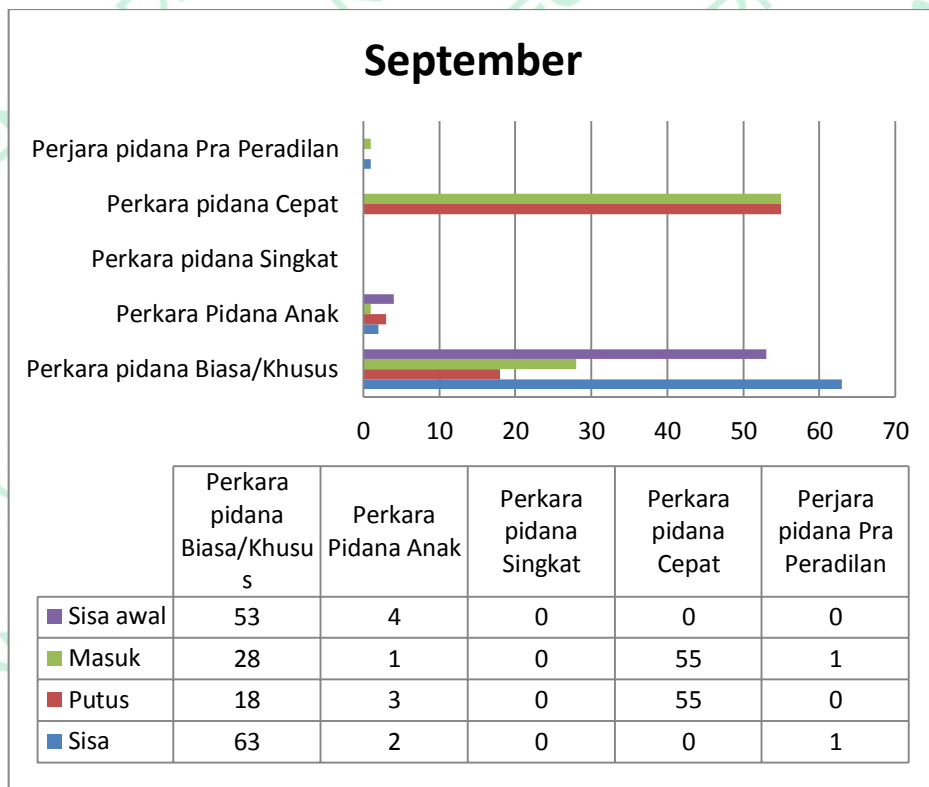 September
Perjara pidana Pra Peradilan
Perkara pidana Cepat
Perkara pidana Singkat
Perkara Pidana Anak
Perkara pidana Biasa/Khusus
0 10 20 30 40 50 60 70
Perkara pidana Biasa/Khusu s
Perkara Pidana Anak
Perkara pidana Singkat
Perkara pidana Cepat
Perjara pidana Pra Peradilan
Sisa awal 53 4 0 0 0
Masuk 28 1 0 55 1
Putus 18 3 0 55 0
Sisa 63 2 0 0 1